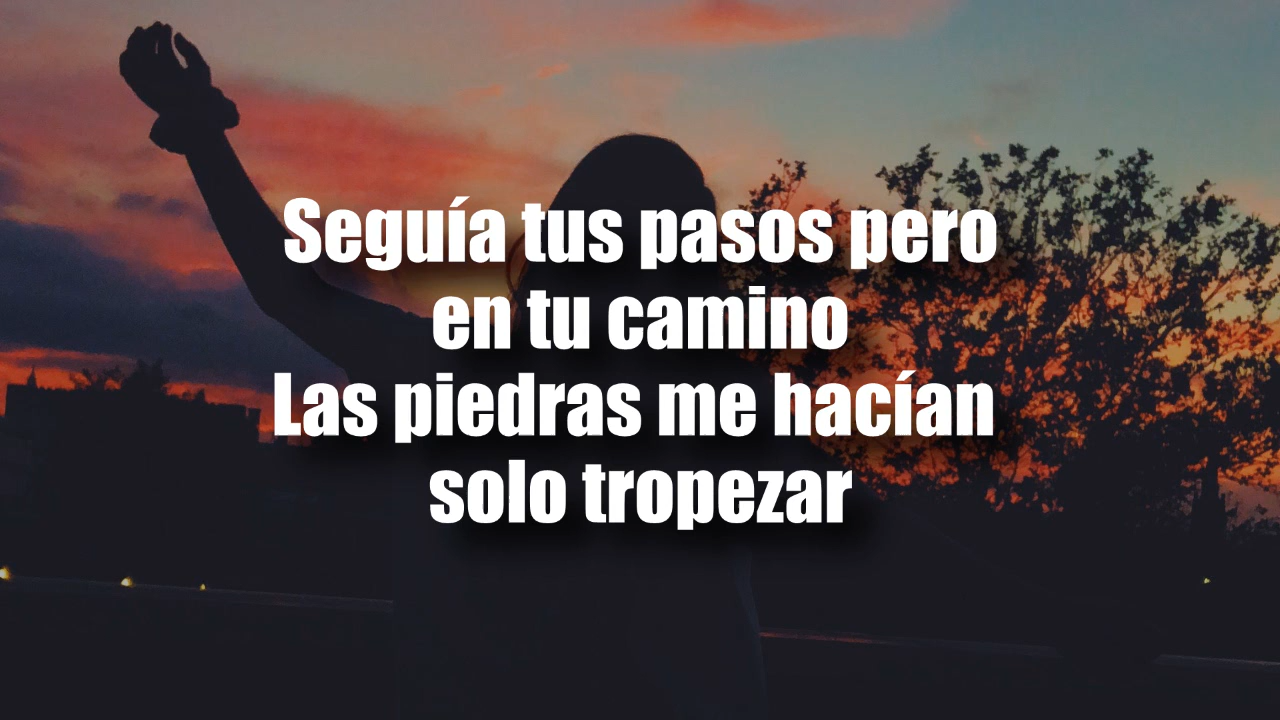 Seguía tus pasos pero
en tu camino
Las piedras me hacían
solo tropezar